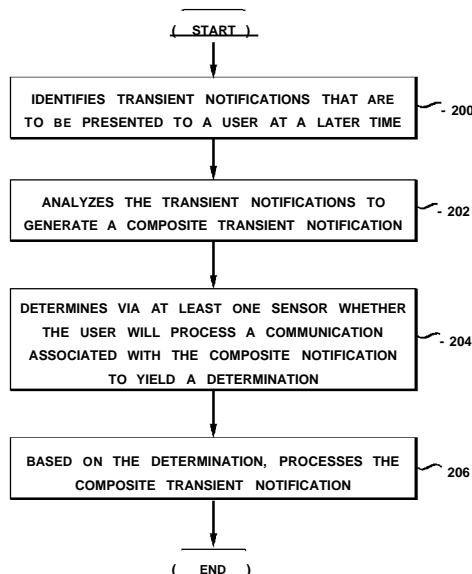 ( START )
IDENTIFIES TRANSIENT NOTIFICATIONS THAT ARE
TO BE PRESENTED TO A USER AT A LATER TIME
- 200
ANALYZES THE TRANSIENT NOTIFICATIONS TO
GENERATE A COMPOSITE TRANSIENT NOTIFICATION
- 202
DETERMINES VIA AT LEAST ONE SENSOR WHETHER
THE USER WILL PROCESS A COMMUNICATION
ASSOCIATED WITH THE COMPOSITE NOTIFICATION
TO YIELD A DETERMINATION
- 204
BASED ON THE DETERMINATION, PROCESSES THE
COMPOSITE TRANSIENT NOTIFICATION
- 206
( END )